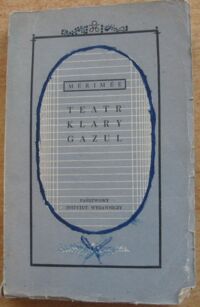 MÉRIMÉE
TEATR
KLARY
GAZUL
PAŃSTWOWY
INSTYTUT WYDAWNICZY